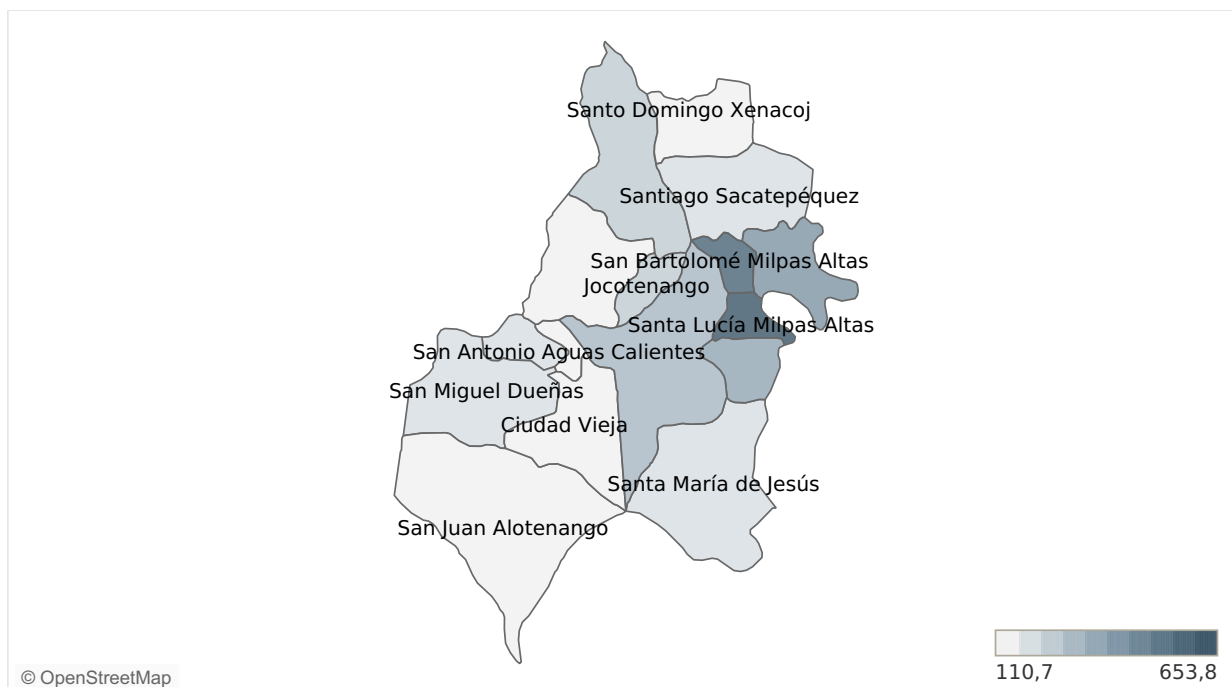 Santo Domingo Xenacoj
Santiago Sacatepéquez
San Bartolomé Milpas Altas
Jocotenango
Santa Lucía Milpas Altas
San Antonio Aguas Calientes
San Miguel Dueñas
Ciudad Vieja
Santa María de Jesús
San Juan Alotenango
© OpenStreetMap
110,7 653,8